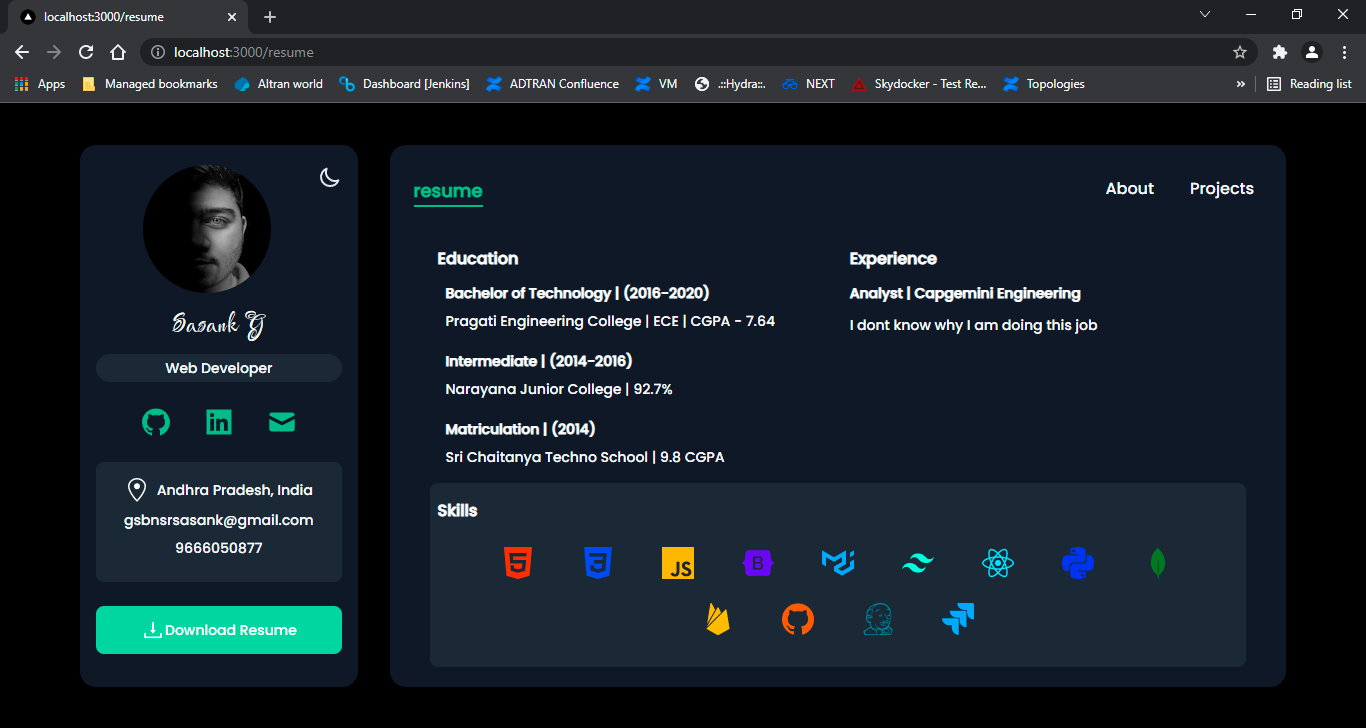 localhost:3000/resume
localhost:3000/resume
Apps Managed bookmarks Altran world Dashboard [Jenkins] ADTRAN Confluence VM .::Hydra::. NEXT Skydocker - Test Re... Topologies » Reading list
Sasank G
Web Developer
in
Andhra Pradesh, India
gsbnsrsasank@gmail.com
9666050877
Download Resume
resume
About Projects
Education
Bachelor of Technology | (2016-2020)
Pragati Engineering College | ECE | CGPA - 7.64
Intermediate | (2014-2016)
Narayana Junior College | 92.7%
Matriculation | (2014)
Sri Chaitanya Techno School | 9.8 CGPA
Experience
Analyst | Capgemini Engineering
I dont know why I am doing this job
Skills
5 3 JS B